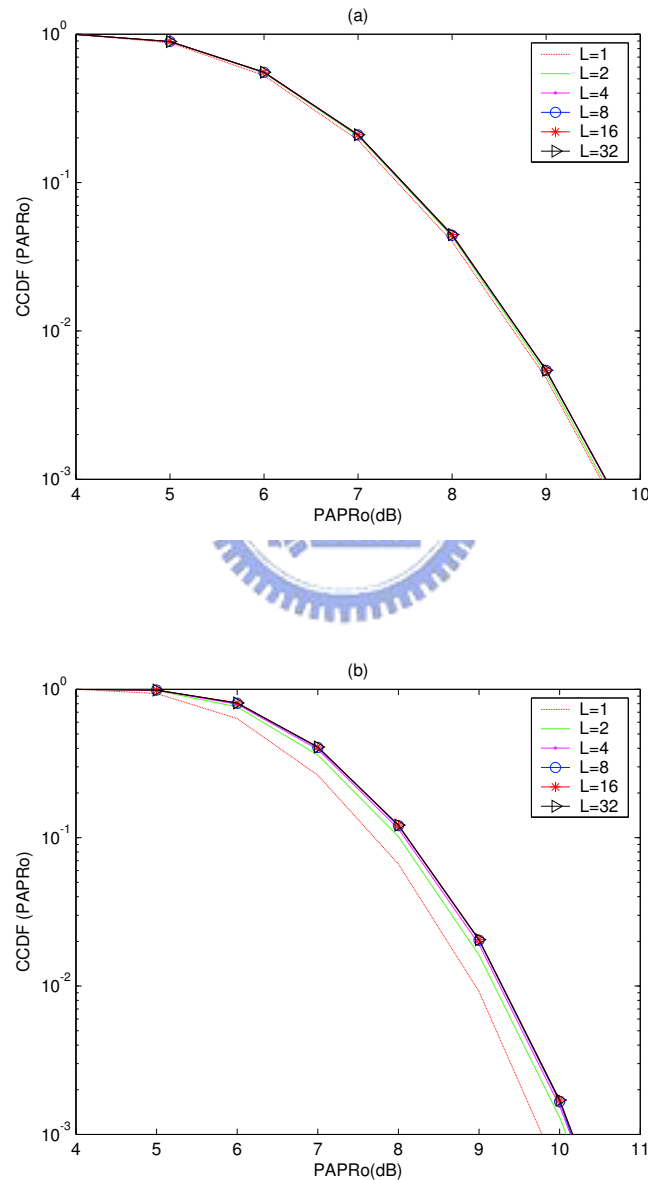 (a)
10^0
10^-1
10^-2
10^-3
CCDF (PAPRo)
L=1
L=2
L=4
L=8
L=16
L=32
4 5 6 7 8 9 10
PAPRo(dB)
(b)
10^0
10^-1
10^-2
10^-3
CCDF (PAPRo)
L=1
L=2
L=4
L=8
L=16
L=32
4 5 6 7 8 9 10 11
PAPRo(dB)